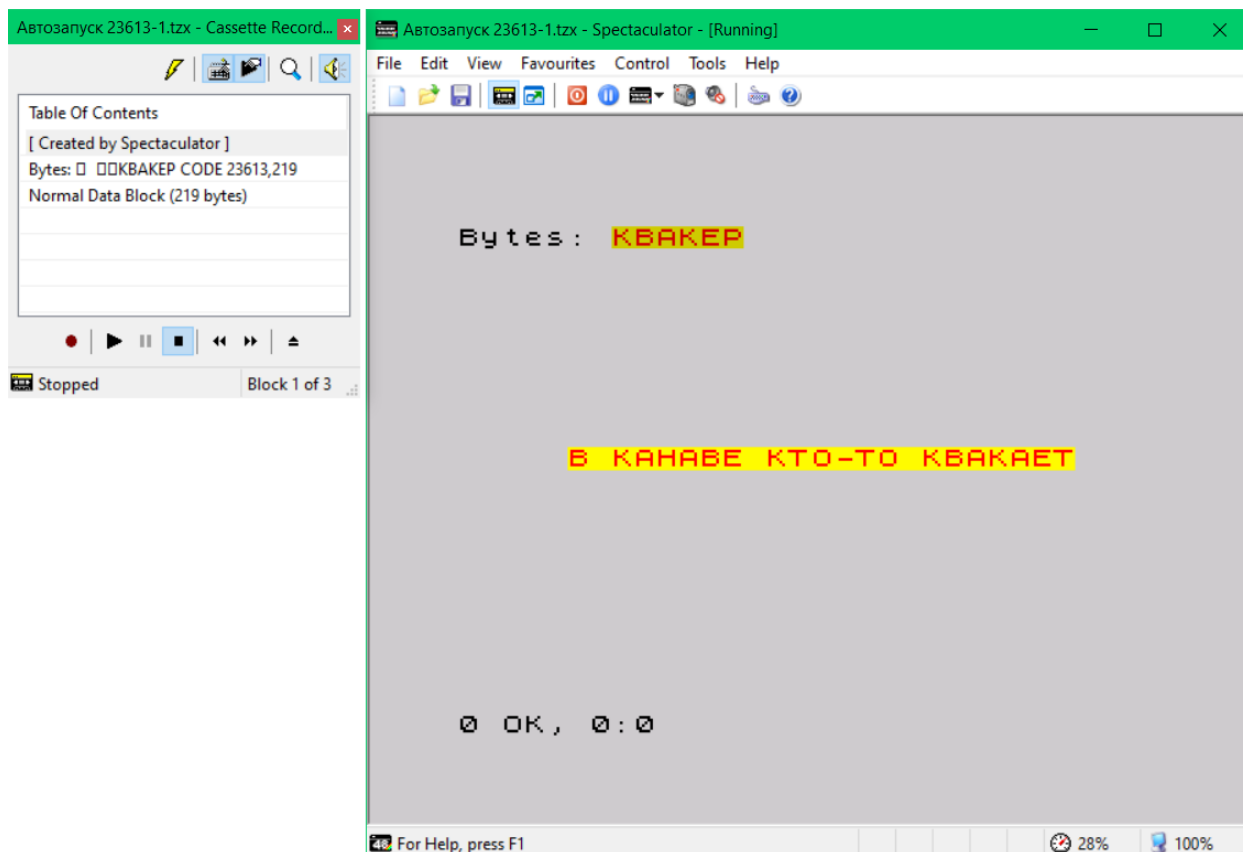 Автозапуск 23613-1.tzx - Cassette Record...
Table Of Contents
[ Created by Spectaculator ]
Bytes: КВАКЕР CODE 23613,219
Normal Data Block (219 bytes)
Stopped Block 1 of 3
Автозапуск 23613-1.tzx - Spectaculator - [Running]
File Edit View Favourites Control Tools Help
Bytes: КВАКЕР
В КАНАВЕ КТО-ТО КВАКАЕТ
0 OK, 0:0
48 For Help, press F1
28% 100%